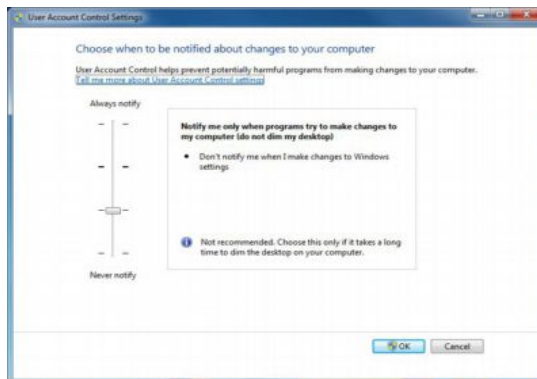 User Account Control Settings
Choose when to be notified about changes to your computer
User Account Control helps prevent potentially harmful programs from making changes to your computer.
Tell me more about User Account Control settings
Always notify
Notify me only when programs try to make changes to
my computer (do not dim my desktop)
Don't notify me when I make changes to Windows
settings
Not recommended. Choose this only if it takes a long
time to dim the desktop on your computer.
Never notify
OK Cancel